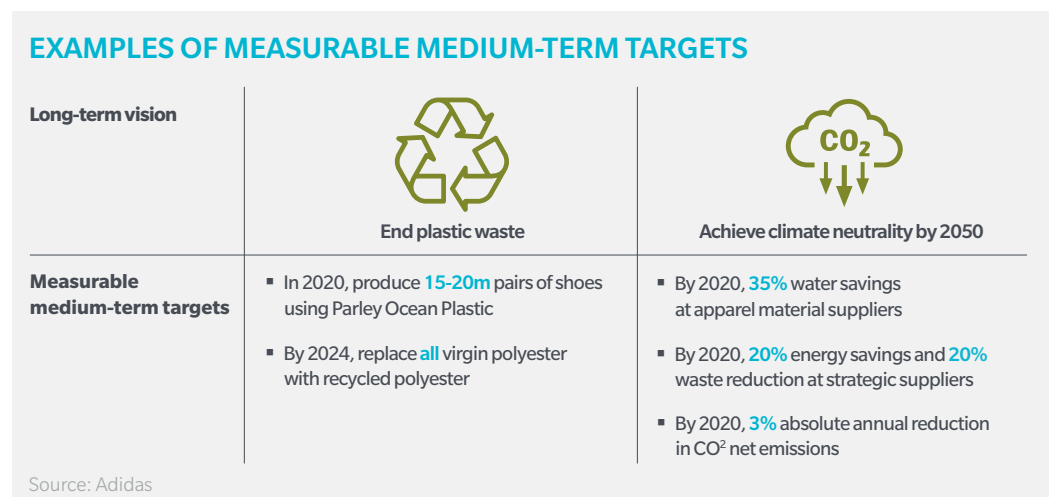 EXAMPLES OF MEASURABLE MEDIUM-TERM TARGETS
Long-term vision
CO₂
End plastic waste
Achieve climate neutrality by 2050
Measurable
medium-term targets
▪ In 2020, produce 15-20m pairs of shoes
using Parley Ocean Plastic
▪ By 2024, replace all virgin polyester
with recycled polyester
▪ By 2020, 35% water savings
at apparel material suppliers
▪ By 2020, 20% energy savings and 20%
waste reduction at strategic suppliers
▪ By 2020, 3% absolute annual reduction
in CO² net emissions
Source: Adidas